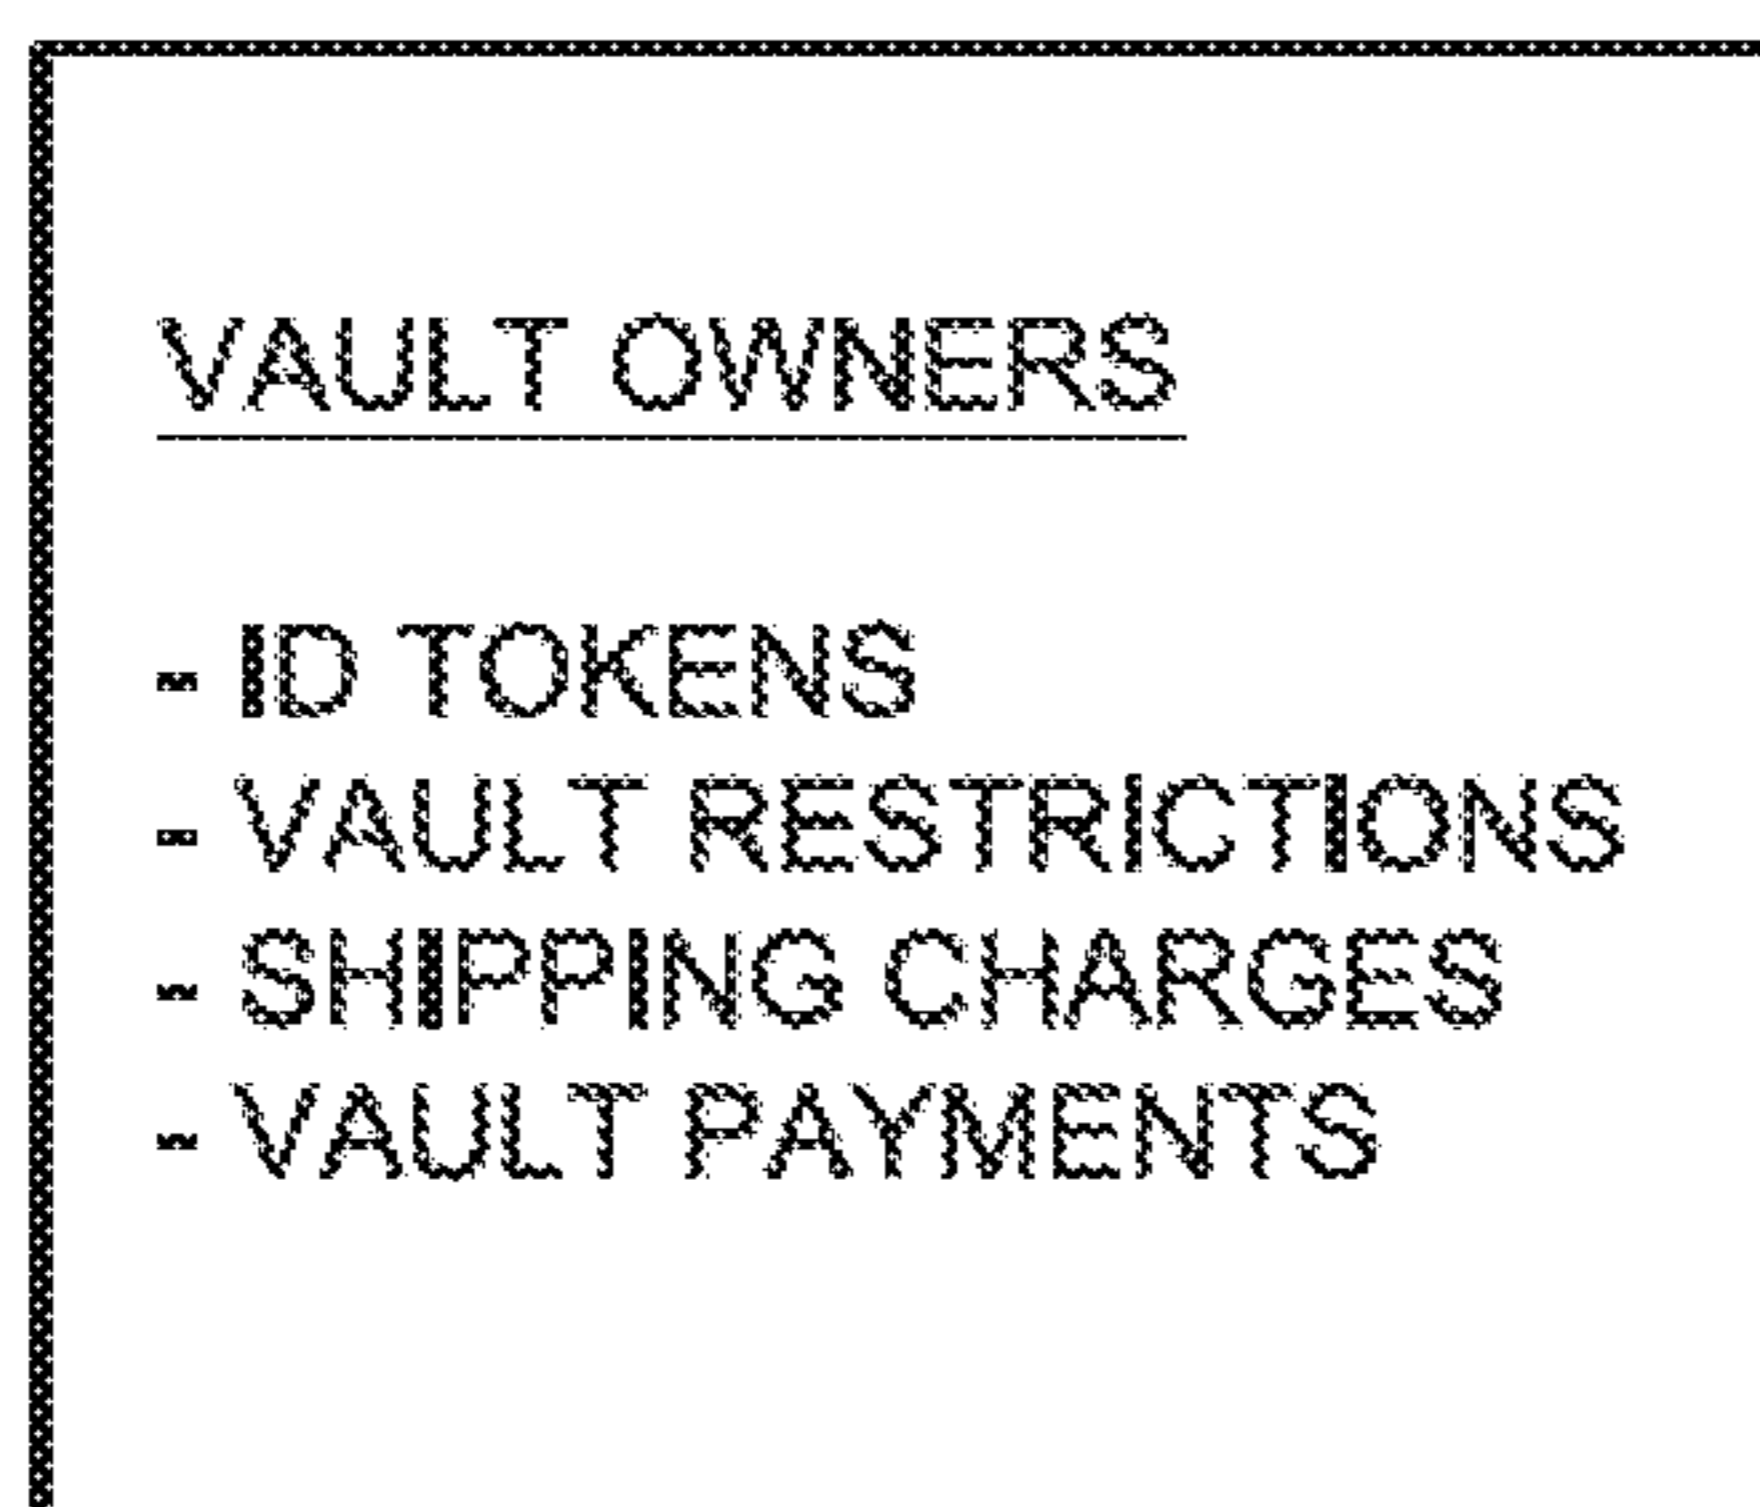 VAULT OWNERS
- ID TOKENS
- VAULT RESTRICTIONS
- SHIPPING CHARGES
- VAULT PAYMENTS